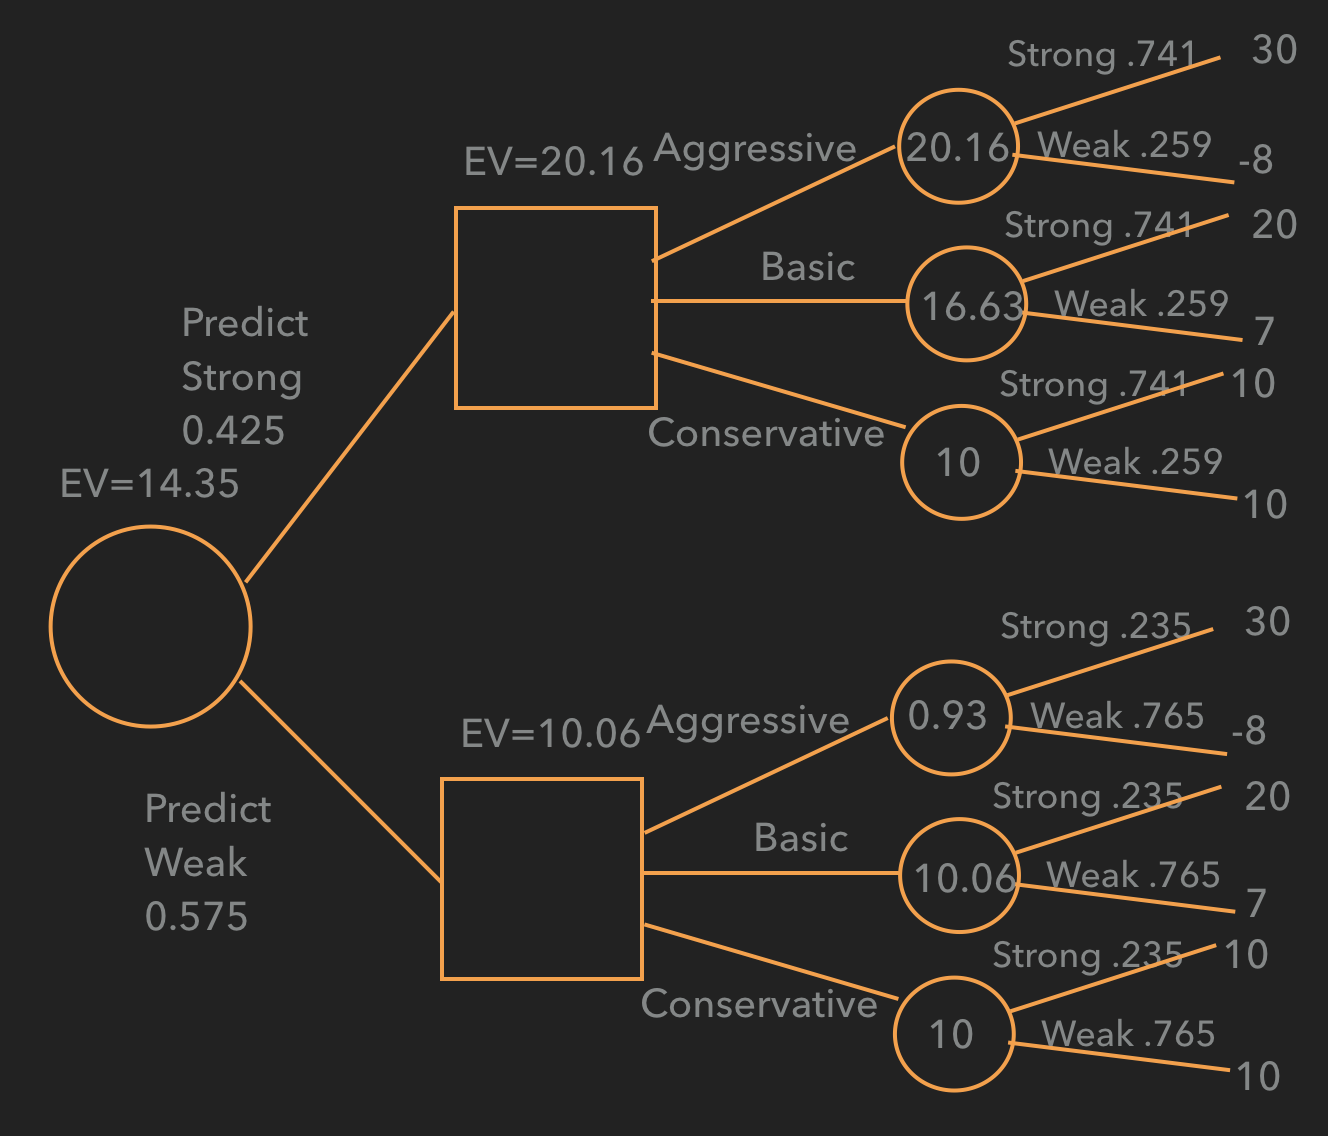 Strong .741 30
EV=20.16 Aggressive 20.16 Weak .259 -8
Strong .741 20
Basic 16.63 Weak .259 7
Predict
Strong
0.425
Strong .741 10
Conservative 10 Weak .259 10
EV=14.35
Strong .235 30
EV=10.06 Aggressive 0.93 Weak .765 -8
Strong .235 20
Basic 10.06 Weak .765 7
Predict
Weak
0.575
Strong .235 10
Conservative 10 Weak .765 10